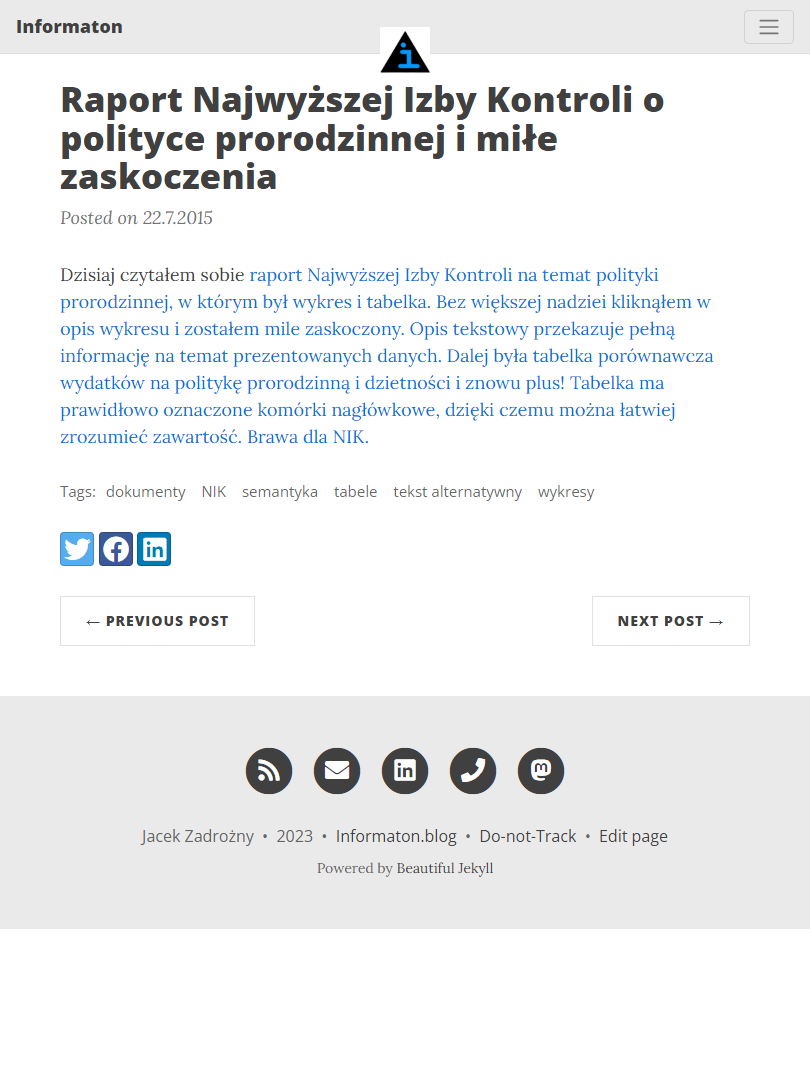 Informaton
i
Raport Najwyższej Izby Kontroli o
polityce prorodzinnej i miłe
zaskoczenia
Posted on 22.7.2015
Dzisiaj czytałem sobie raport Najwyższej Izby Kontroli na temat polityki
prorodzinnej, w którym był wykres i tabelka. Bez większej nadziei kliknąłem w
opis wykresu i zostałem mile zaskoczony. Opis tekstowy przekazuje pełną
informację na temat prezentowanych danych. Dalej była tabelka porównawcza
wydatków na politykę prorodzinną i dzietności i znowu plus! Tabelka ma
prawidłowo oznaczone komórki nagłówkowe, dzięki czemu można łatwiej
zrozumieć zawartość. Brawa dla NIK.
Tags: dokumenty NIK semantyka tabele tekst alternatywny wykresy
← PREVIOUS POST
NEXT POST →
Jacek Zadrożny • 2023 • Informaton.blog • Do-not-Track • Edit page
Powered by Beautiful Jekyll